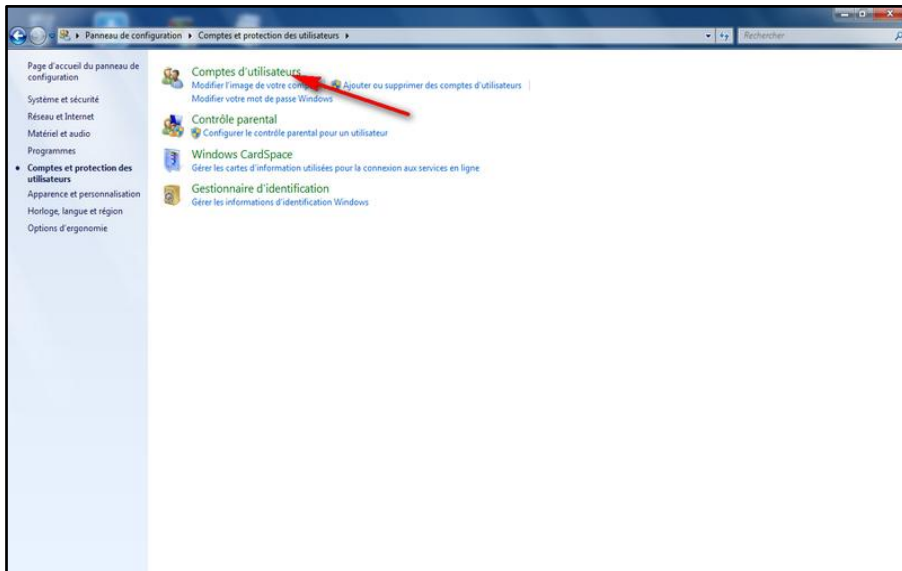 Panneau de configuration ▸ Comptes et protection des utilisateurs ▸
Rechercher
Page d'accueil du panneau de
configuration
Système et sécurité
Réseau et Internet
Matériel et audio
Programmes
Comptes et protection des
utilisateurs
Apparence et personnalisation
Horloge, langue et région
Options d'ergonomie
Comptes d'utilisateurs
Modifier l'image de votre Ajouter ou supprimer des comptes d'utilisateurs
Modifier votre mot de passe Windows
Contrôle parental
Configurer le contrôle parental pour un utilisateur
Windows CardSpace
Gérer les cartes d'information utilisées pour la connexion aux services en ligne
Gestionnaire d'identification
Gérer les informations d'identification Windows